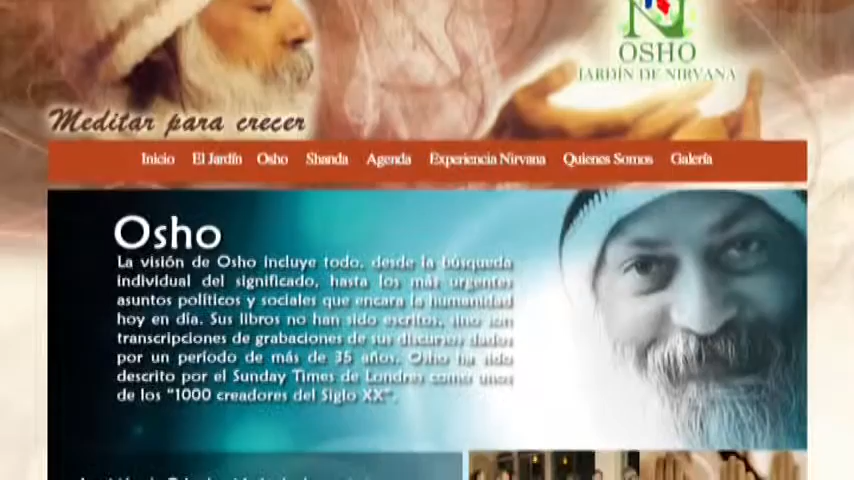 N
OSHO
JARDÍN DE NIRVANA
Meditar para crecer
Inicio El Jardín Osho Shanda Agenda Experiencia Nirvana Quienes Somos Galería
Osho
La visión de Osho incluye todo, desde la búsqueda
individual del significado, hasta los más urgentes
asuntos políticos y sociales que encara la humanidad
hoy en día. Sus libros no han sido escritos, sino son
transcripciones de grabaciones de sus discursos dados
por un período de más de 35 años. Osho ha sido
descrito por el Sunday Times de Londres como unos
de los "1000 creadores del Siglo XX".